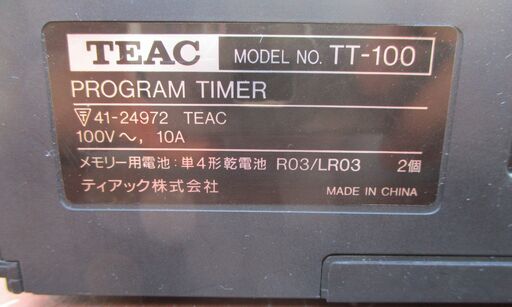 TEAC MODEL NO. TT-100
PROGRAM TIMER
41-24972 TEAC
100V～, 10A
メモリー用電池:単4形乾電池 R03/LR03 2個
ティアック株式会社
MADE IN CHINA